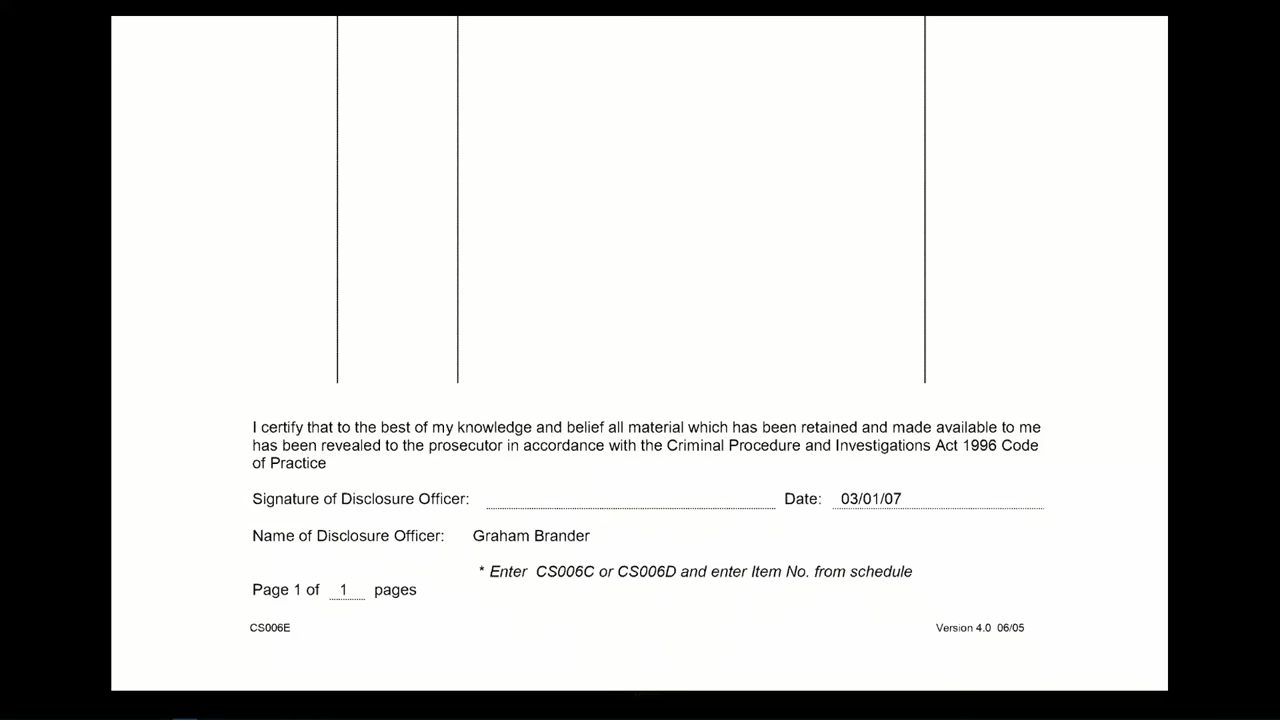 I certify that to the best of my knowledge and belief all material which has been retained and made available to me
has been revealed to the prosecutor in accordance with the Criminal Procedure and Investigations Act 1996 Code
of Practice
Signature of Disclosure Officer: Date: 03/01/07
Name of Disclosure Officer: Graham Brander
* Enter CS006C or CS006D and enter Item No. from schedule
Page 1 of 1 pages
CS006E Version 4.0 06/05